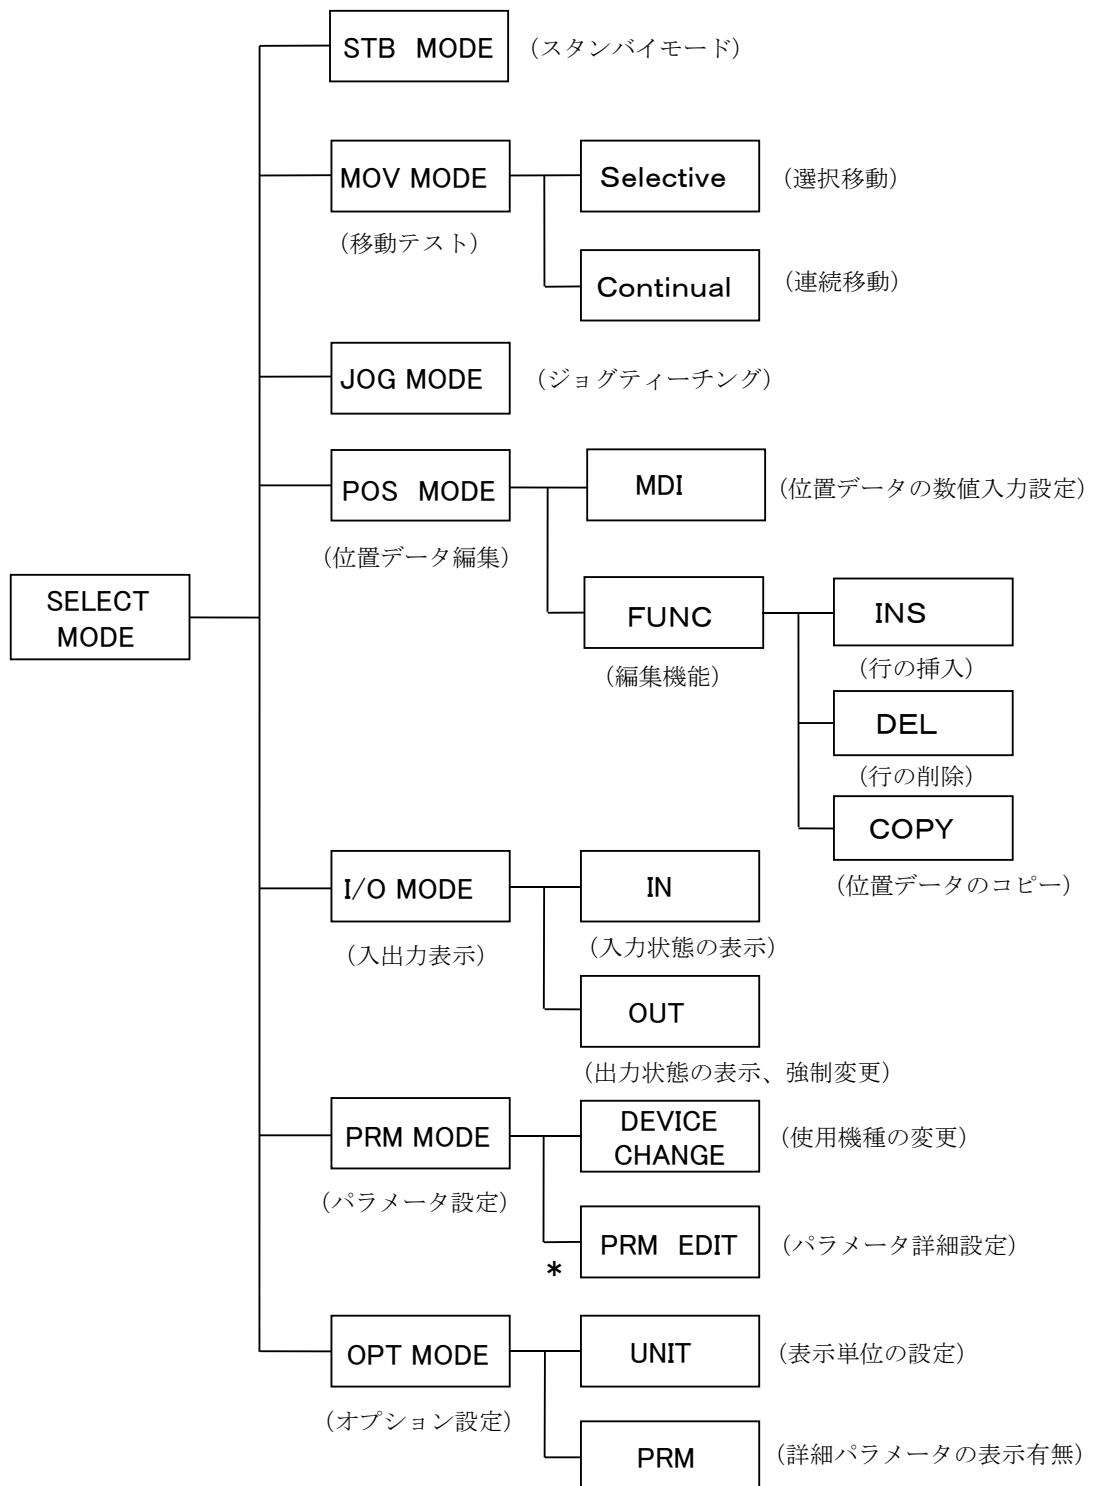 STB MODE (スタンバイモード)
MOV MODE
(移動テスト)
Selective (選択移動)
Continual (連続移動)
JOG MODE (ジョグティーチング)
POS MODE
(位置データ編集)
MDI (位置データの数値入力設定)
SELECT
MODE
FUNC
(編集機能)
INS
(行の挿入)
DEL
(行の削除)
COPY
(位置データのコピー)
I/O MODE
(入出力表示)
IN
(入力状態の表示)
OUT
(出力状態の表示、強制変更)
PRM MODE
(パラメータ設定)
DEVICE
CHANGE
(使用機種の変更)
PRM EDIT (パラメータ詳細設定)
*
OPT MODE
(オプション設定)
UNIT (表示単位の設定)
PRM (詳細パラメータの表示有無)